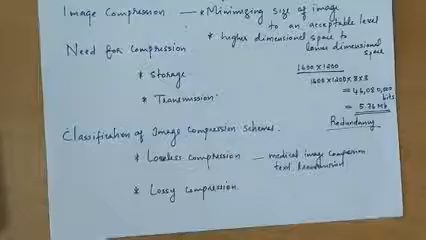 Image Compression — * Minimizing size of image
to an acceptable level
* higher dimensional space to
lower dimensional
space
Need for compression
1600 X 1200
* Storage
1600 X 1200 X 8 X 3
= 46,080,000
bits
* Transmission
= 5.76 Mb
Redundancy
Classification of Image Compression Schemes.
* Loseless compression — medical image compression
text transmission
* Lossy compression.